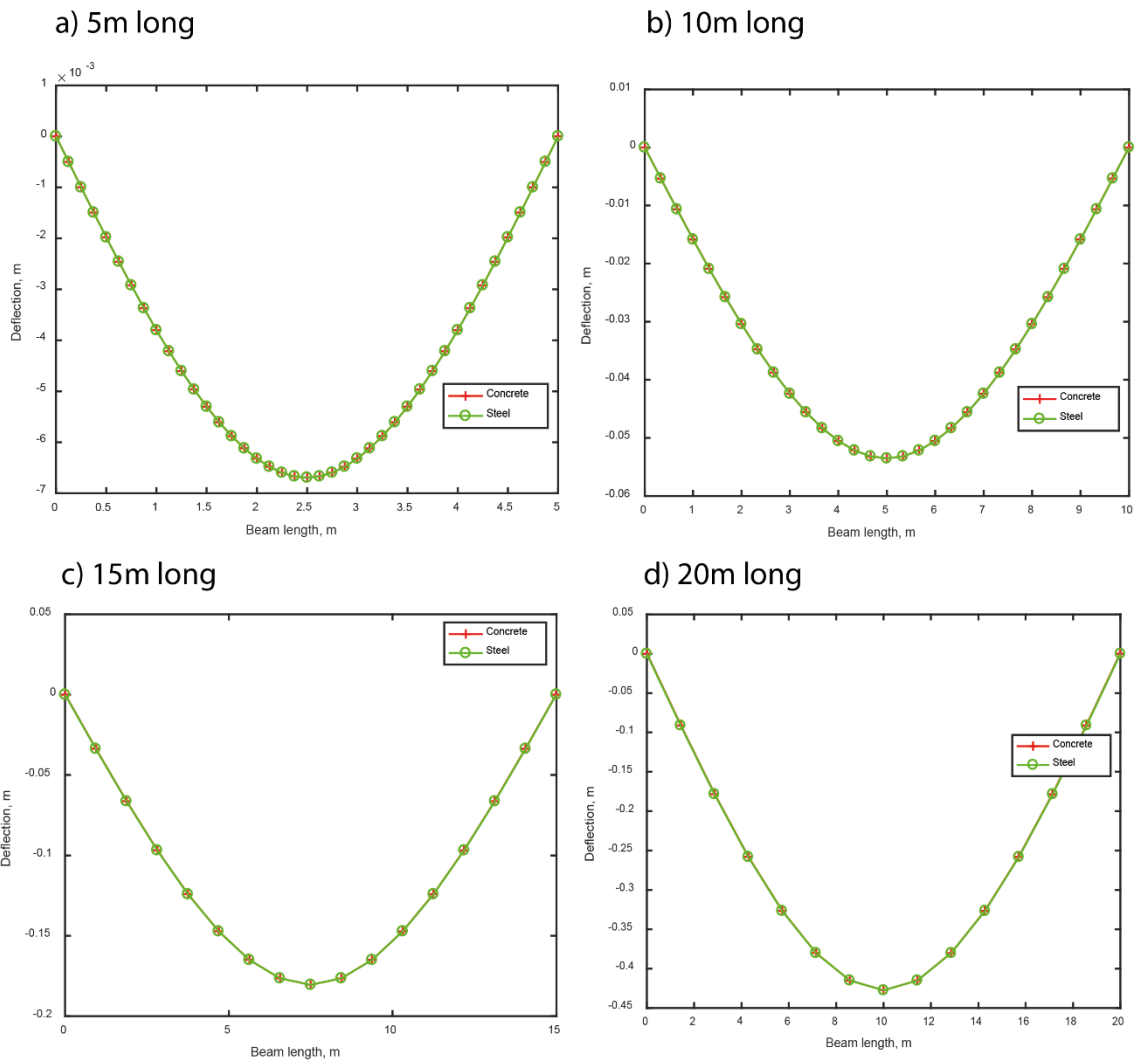 a) 5m long
× 10 -3
1
0
-1
-2
-3
-4
-5
-6
-7
Deflection, m
Concrete
Steel
0 0.5 1 1.5 2 2.5 3 3.5 4 4.5 5
Beam length, m
b) 10m long
0.01
0
-0.01
-0.02
-0.03
-0.04
-0.05
-0.06
Deflection, m
Concrete
Steel
0 1 2 3 4 5 6 7 8 9 10
Beam length, m
c) 15m long
0.05
0
-0.05
-0.1
-0.15
-0.2
Deflection, m
Concrete
Steel
0 5 10 15
Beam length, m
d) 20m long
0.05
0
-0.05
-0.1
-0.15
-0.2
-0.25
-0.3
-0.35
-0.4
-0.45
Deflection, m
Concrete
Steel
0 2 4 6 8 10 12 14 16 18 20
Beam length, m